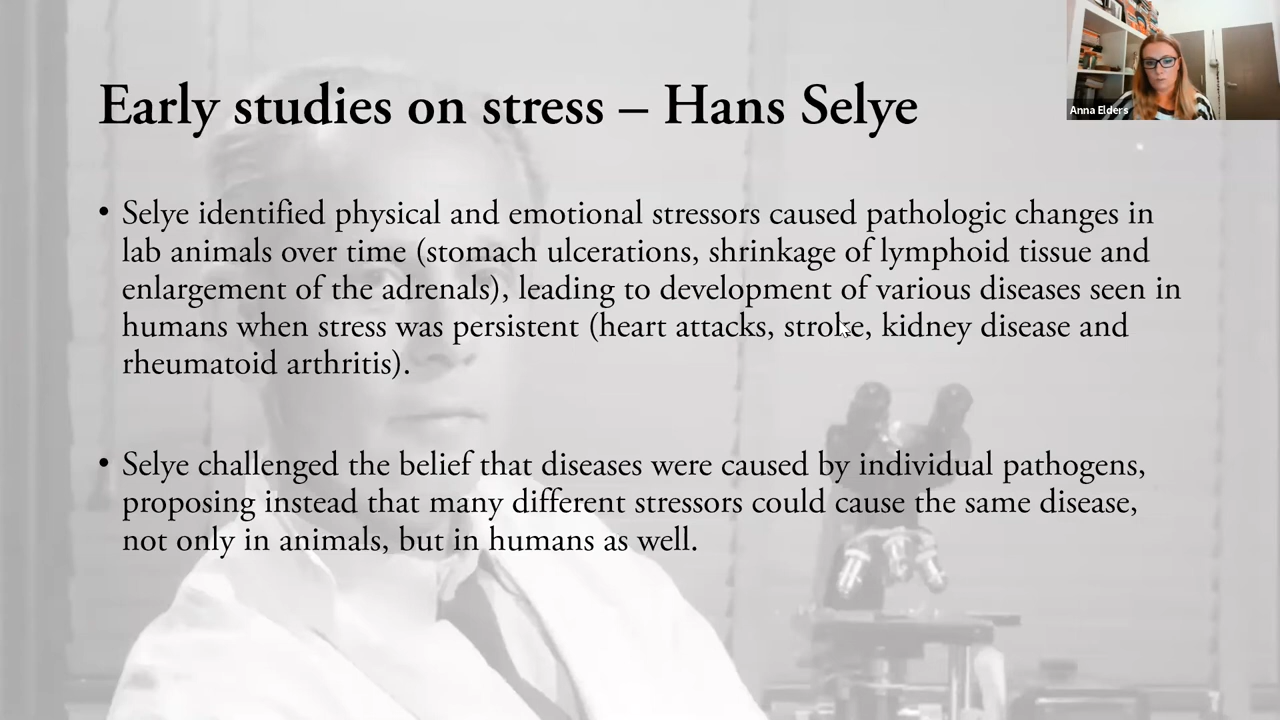 Early studies on stress – Hans Selye
Anna Elders
• Selye identified physical and emotional stressors caused pathologic changes in
lab animals over time (stomach ulcerations, shrinkage of lymphoid tissue and
enlargement of the adrenals), leading to development of various diseases seen in
humans when stress was persistent (heart attacks, stroke, kidney disease and
rheumatoid arthritis).
• Selye challenged the belief that diseases were caused by individual pathogens,
proposing instead that many different stressors could cause the same disease,
not only in animals, but in humans as well.